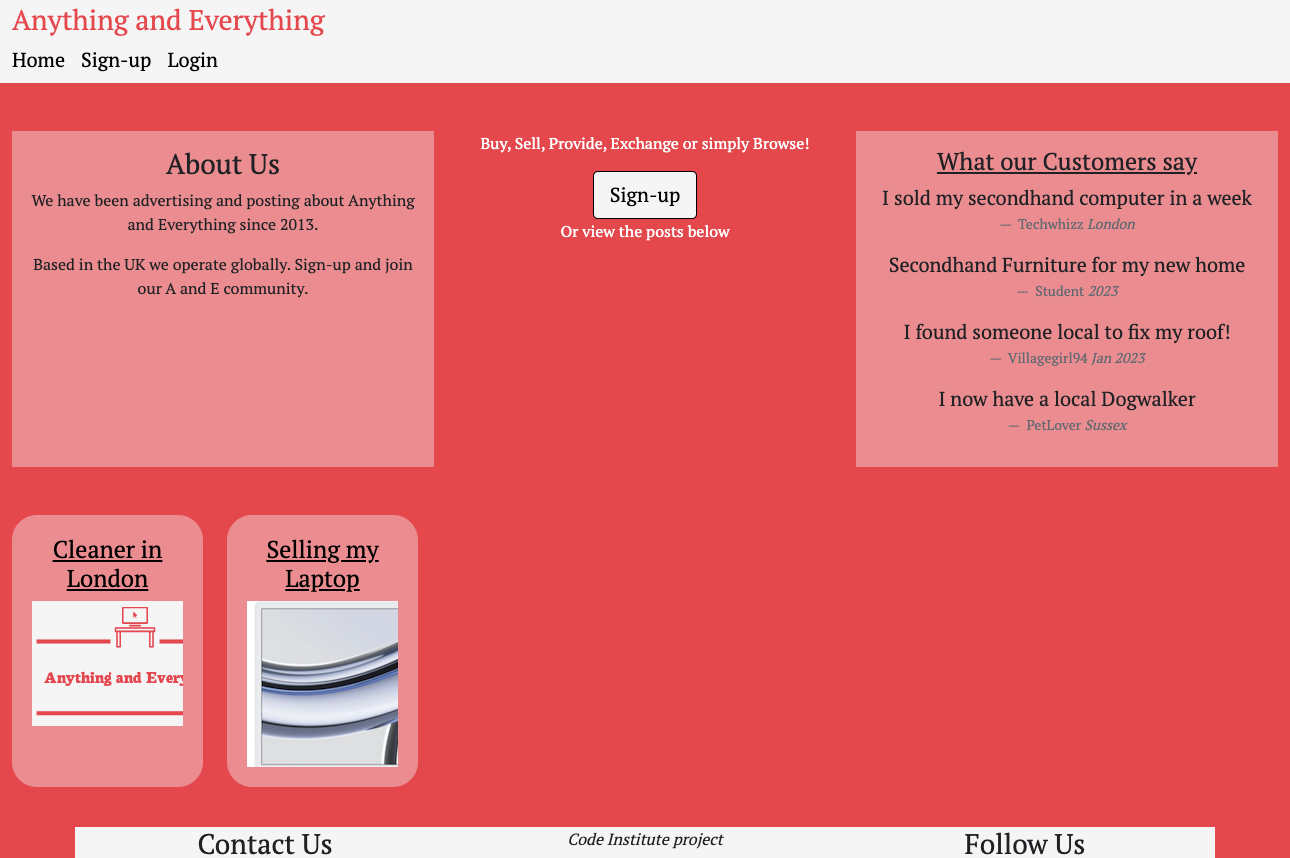 Anything and Everything
Home Sign-up Login
About Us
We have been advertising and posting about Anything
and Everything since 2013.
Based in the UK we operate globally. Sign-up and join
our A and E community.
Buy, Sell, Provide, Exchange or simply Browse!
Sign-up
Or view the posts below
What our Customers say
I sold my secondhand computer in a week
— Techwhizz London
Secondhand Furniture for my new home
— Student 2023
I found someone local to fix my roof!
— Villagegirl94 Jan 2023
I now have a local Dogwalker
— PetLover Sussex
Cleaner in
London
Anything and Every
Selling my
Laptop
Contact Us
Code Institute project
Follow Us